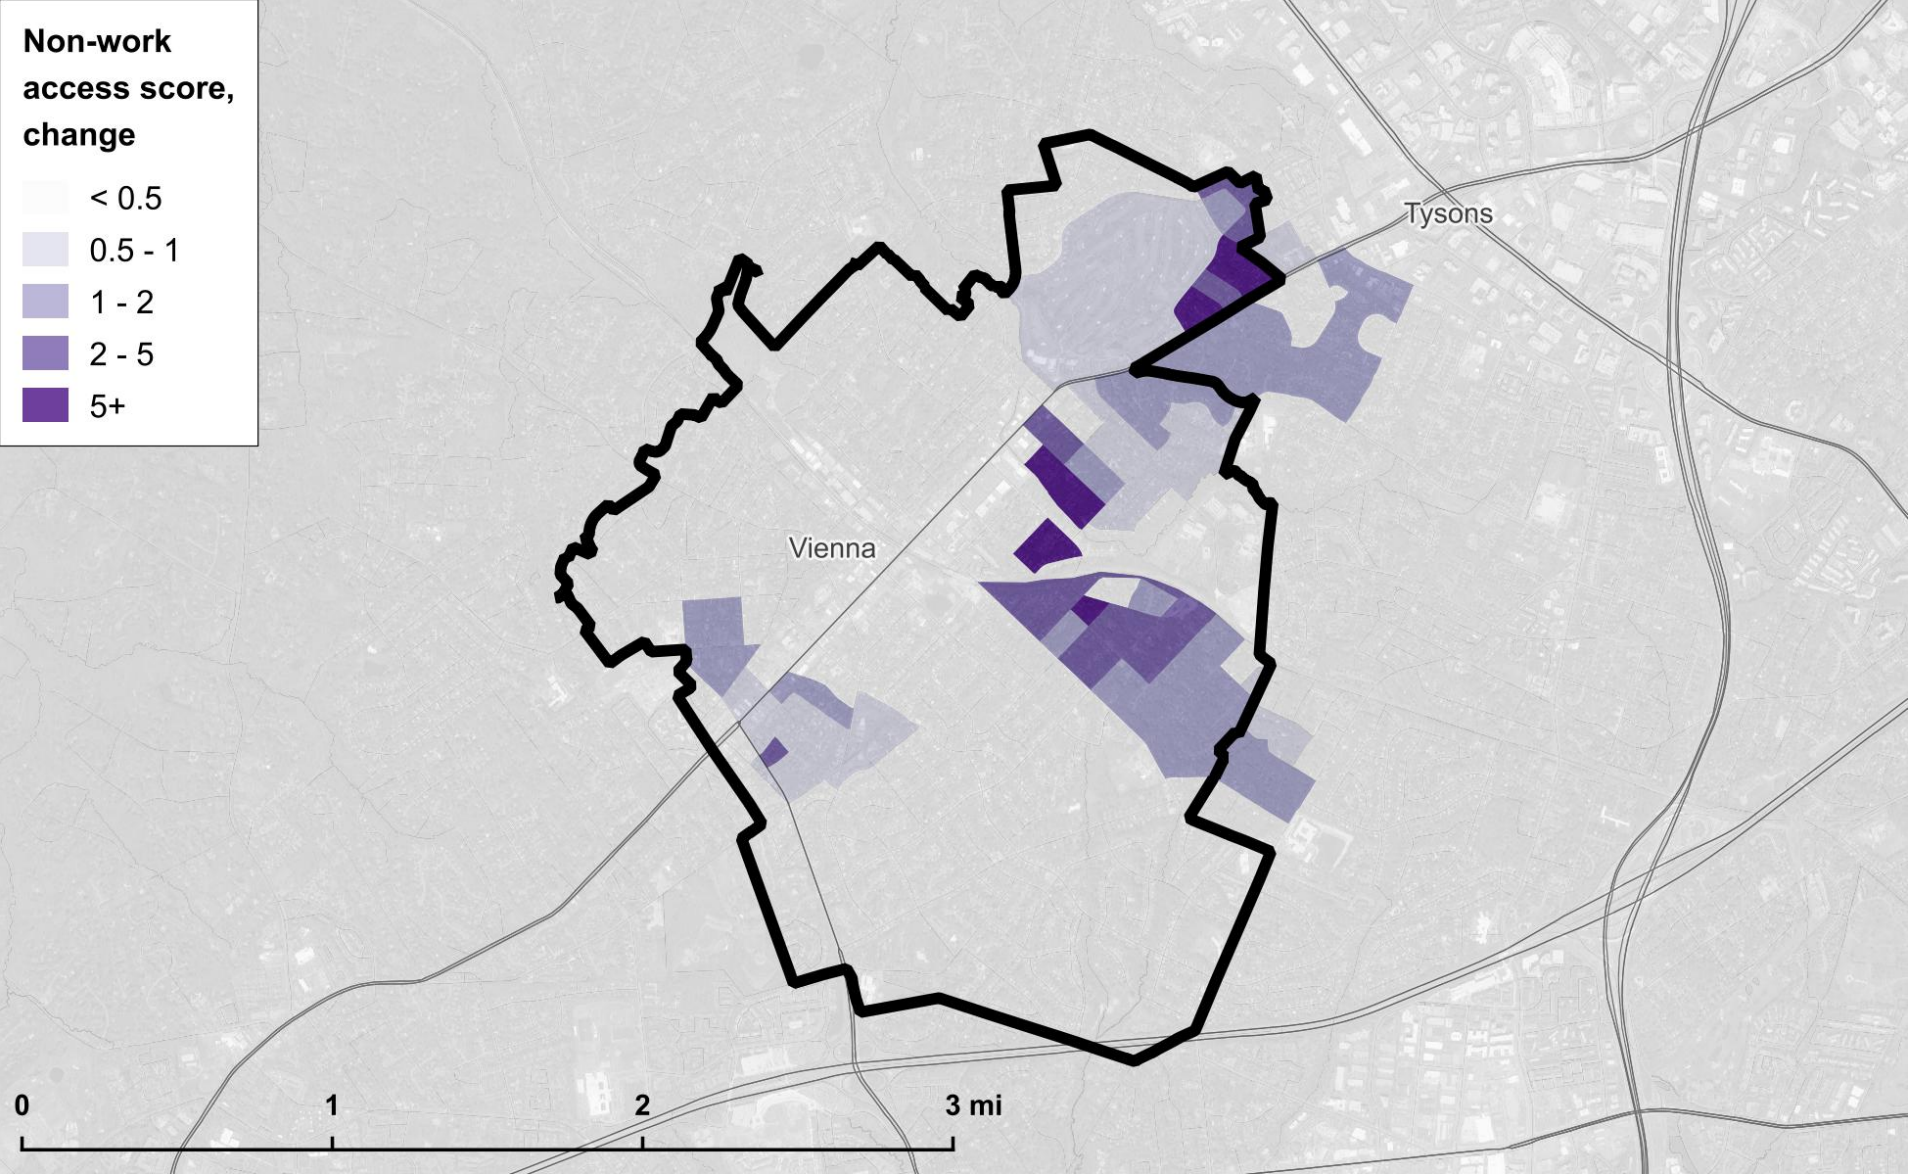 Non-work
access score,
change
< 0.5
0.5 - 1
1 - 2
2 - 5
5+
Tysons
Vienna
0 1 2 3 mi